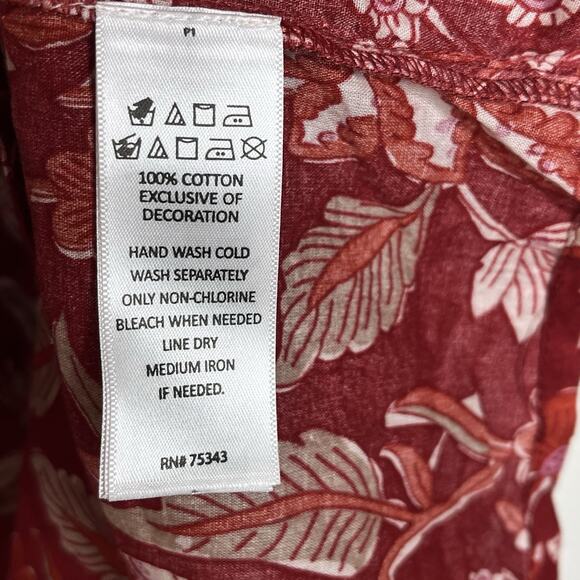 P1
100% COTTON
EXCLUSIVE OF
DECORATION
HAND WASH COLD
WASH SEPARATELY
ONLY NON-CHLORINE
BLEACH WHEN NEEDED
LINE DRY
MEDIUM IRON
IF NEEDED.
RN# 75343